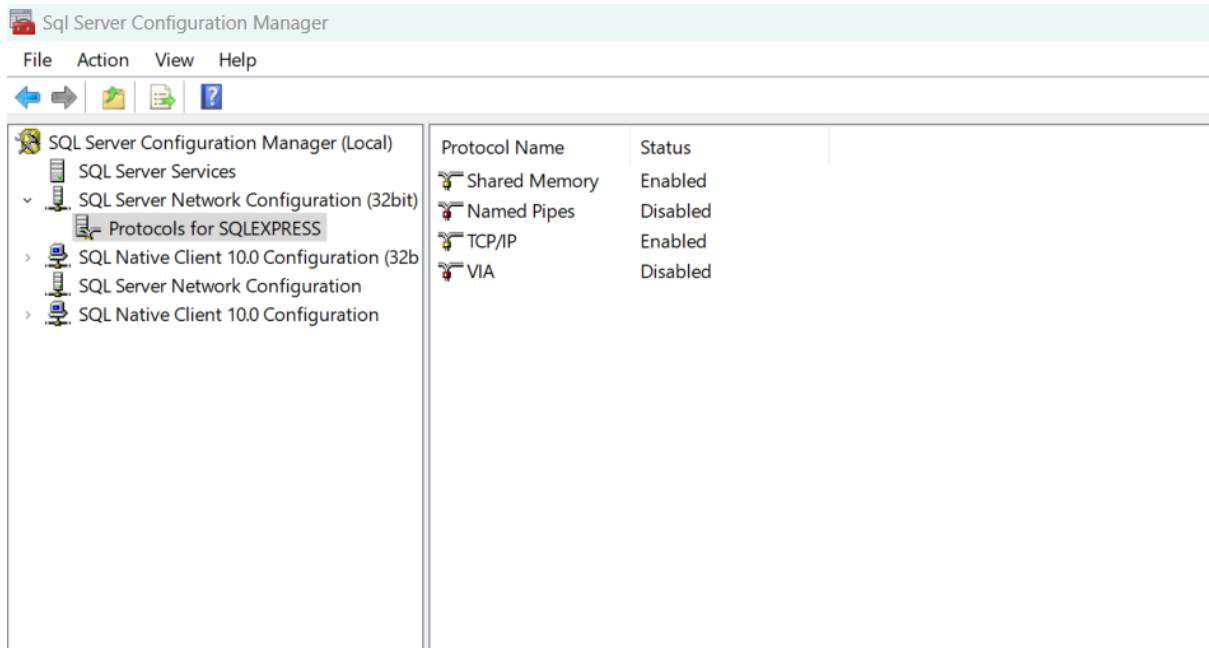 Sql Server Configuration Manager
File Action View Help
SQL Server Configuration Manager (Local)
SQL Server Services
SQL Server Network Configuration (32bit)
Protocols for SQLEXPRESS
SQL Native Client 10.0 Configuration (32b
SQL Server Network Configuration
SQL Native Client 10.0 Configuration
Protocol Name Status
Shared Memory Enabled
Named Pipes Disabled
TCP/IP Enabled
VIA Disabled